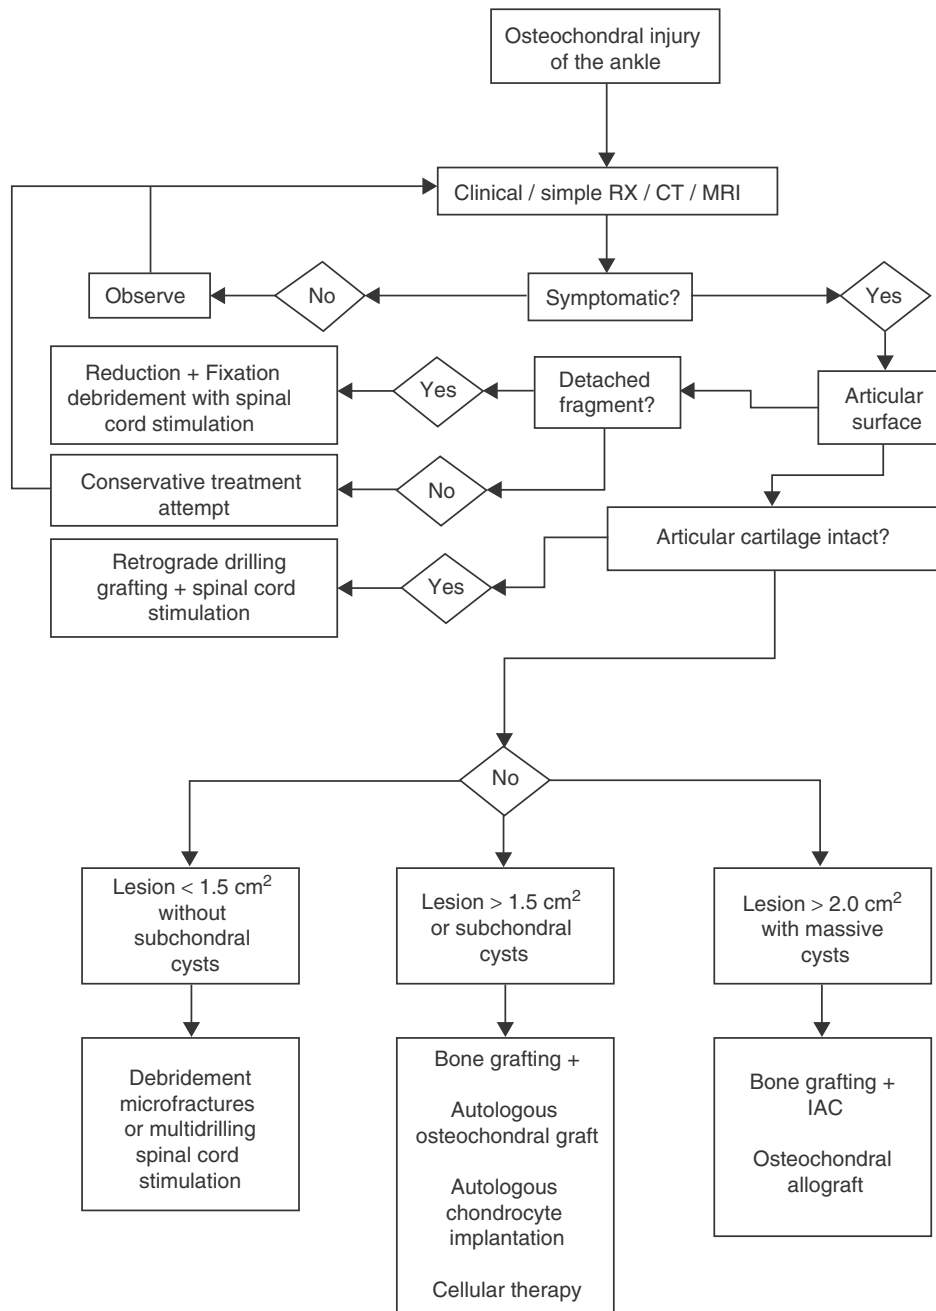 Osteochondral injury
of the ankle
Clinical / simple RX / CT / MRI
Observe
No
Symptomatic?
Yes
Reduction + Fixation
debridement with spinal
cord stimulation
Yes
Detached
fragment?
Articular
surface
Conservative treatment
attempt
No
Articular cartilage intact?
Retrograde drilling
grafting + spinal cord
stimulation
Yes
No
Lesion < 1.5 cm²
without
subchondral
cysts
Lesion > 1.5 cm²
or subchondral
cysts
Lesion > 2.0 cm²
with massive
cysts
Debridement
microfractures
or multidrilling
spinal cord
stimulation
Bone grafting +
Autologous
osteochondral graft
Autologous
chondrocyte
implantation
Cellular therapy
Bone grafting +
IAC
Osteochondral
allograft